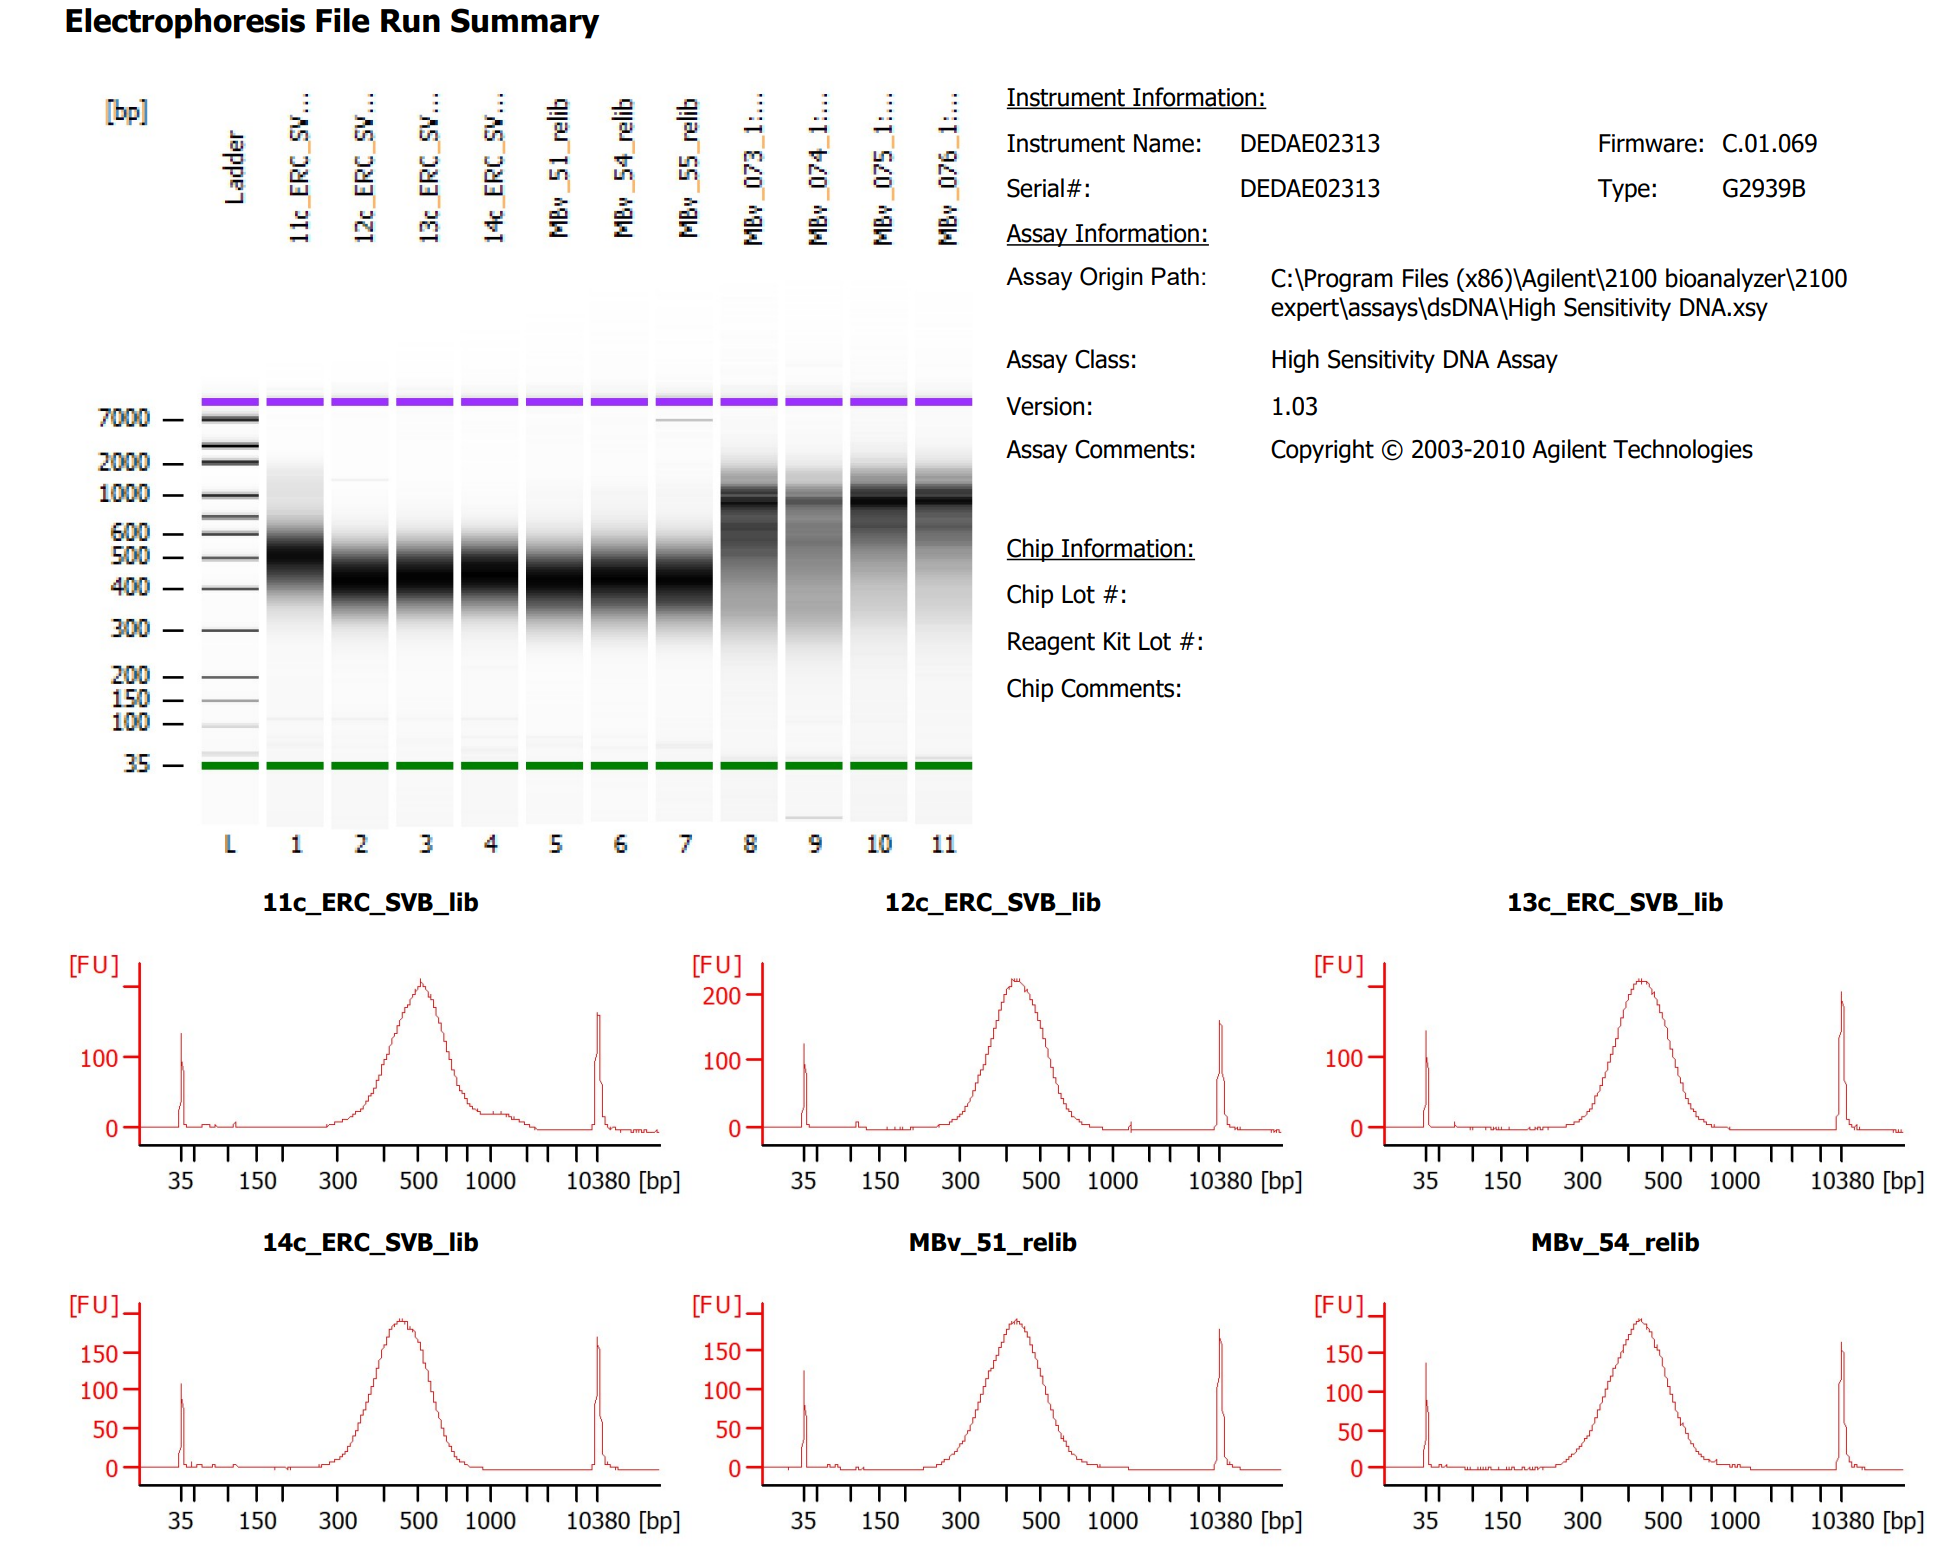 Electrophoresis File Run Summary
[bp]
Ladder
11c_ERC_SV...
12c_ERC_SV...
13c_ERC_SV...
14c_ERC_SV...
MBv_51_relib
MBv_54_relib
MBv_55_relib
MBv_073_1:...
MBv_074_1:...
MBv_075_1:...
MBv_076_1:...
7000
2000
1000
600
500
400
300
200
150
100
35
L 1 2 3 4 5 6 7 8 9 10 11
Instrument Information:
Instrument Name: DEDAE02313 Firmware: C.01.069
Serial#: DEDAE02313 Type: G2939B
Assay Information:
Assay Origin Path: C:\Program Files (x86)\Agilent\2100 bioanalyzer\2100
expert\assays\dsDNA\High Sensitivity DNA.xsy
Assay Class: High Sensitivity DNA Assay
Version: 1.03
Assay Comments: Copyright © 2003-2010 Agilent Technologies
Chip Information:
Chip Lot #:
Reagent Kit Lot #:
Chip Comments:
11c_ERC_SVB_lib
[FU]
100
0
35 150 300 500 1000 10380 [bp]
12c_ERC_SVB_lib
[FU]
200
100
0
35 150 300 500 1000 10380 [bp]
13c_ERC_SVB_lib
[FU]
100
0
35 150 300 500 1000 10380 [bp]
14c_ERC_SVB_lib
[FU]
150
100
50
0
35 150 300 500 1000 10380 [bp]
MBv_51_relib
[FU]
150
100
50
0
35 150 300 500 1000 10380 [bp]
MBv_54_relib
[FU]
150
100
50
0
35 150 300 500 1000 10380 [bp]